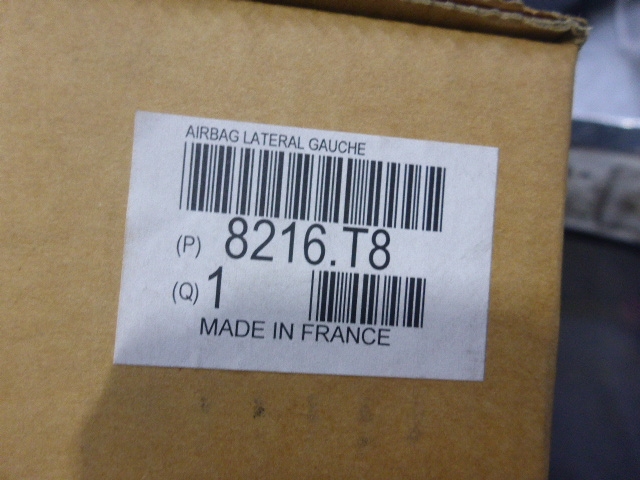 AIRBAG LATERAL GAUCHE
(P) 8216.T8
(Q) 1
MADE IN FRANCE